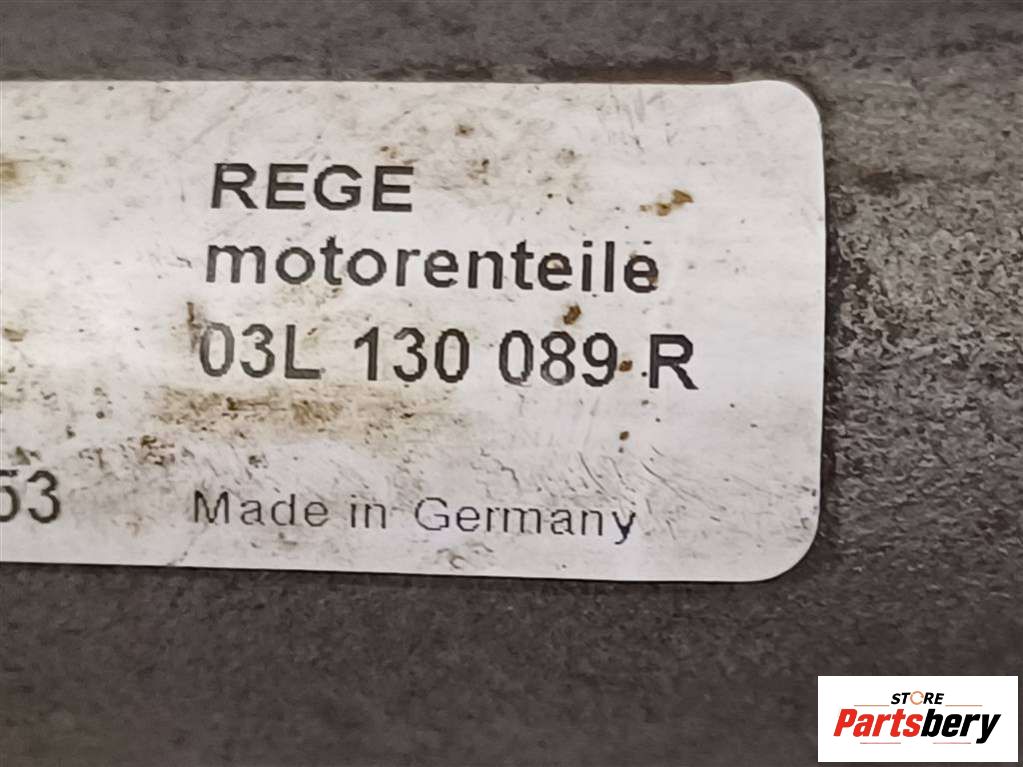 REGE
motorenteile
03L 130 089 R
53
Made in Germany
STORE
Partsbery